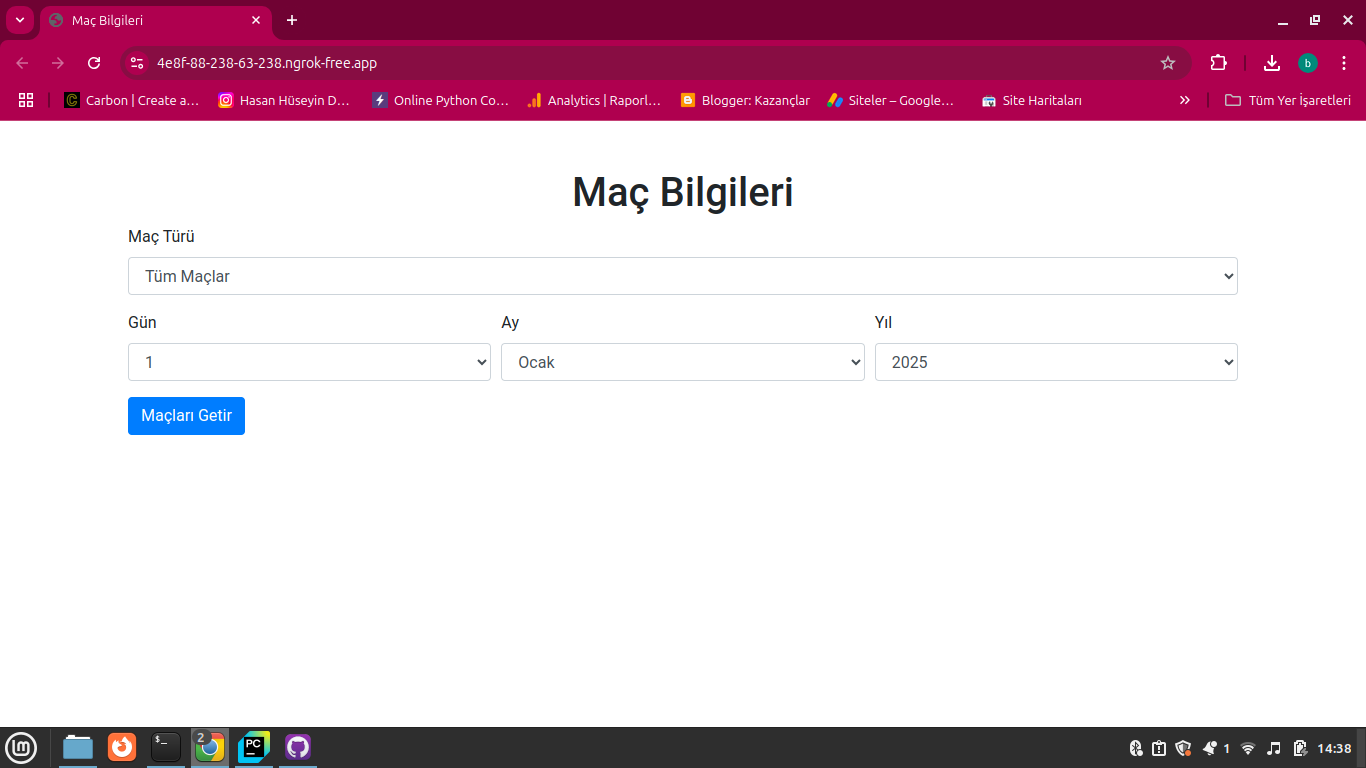 Maç Bilgileri
4e8f-88-238-63-238.ngrok-free.app
Carbon | Create a... Hasan Hüseyin D... Online Python Co... Analytics | Raporl... Blogger: Kazançlar Siteler – Google... Site Haritaları Tüm Yer İşaretleri
Maç Bilgileri
Maç Türü
Tüm Maçlar
Gün Ay Yıl
1 Ocak 2025
Maçları Getir
2 PC 1 14:38